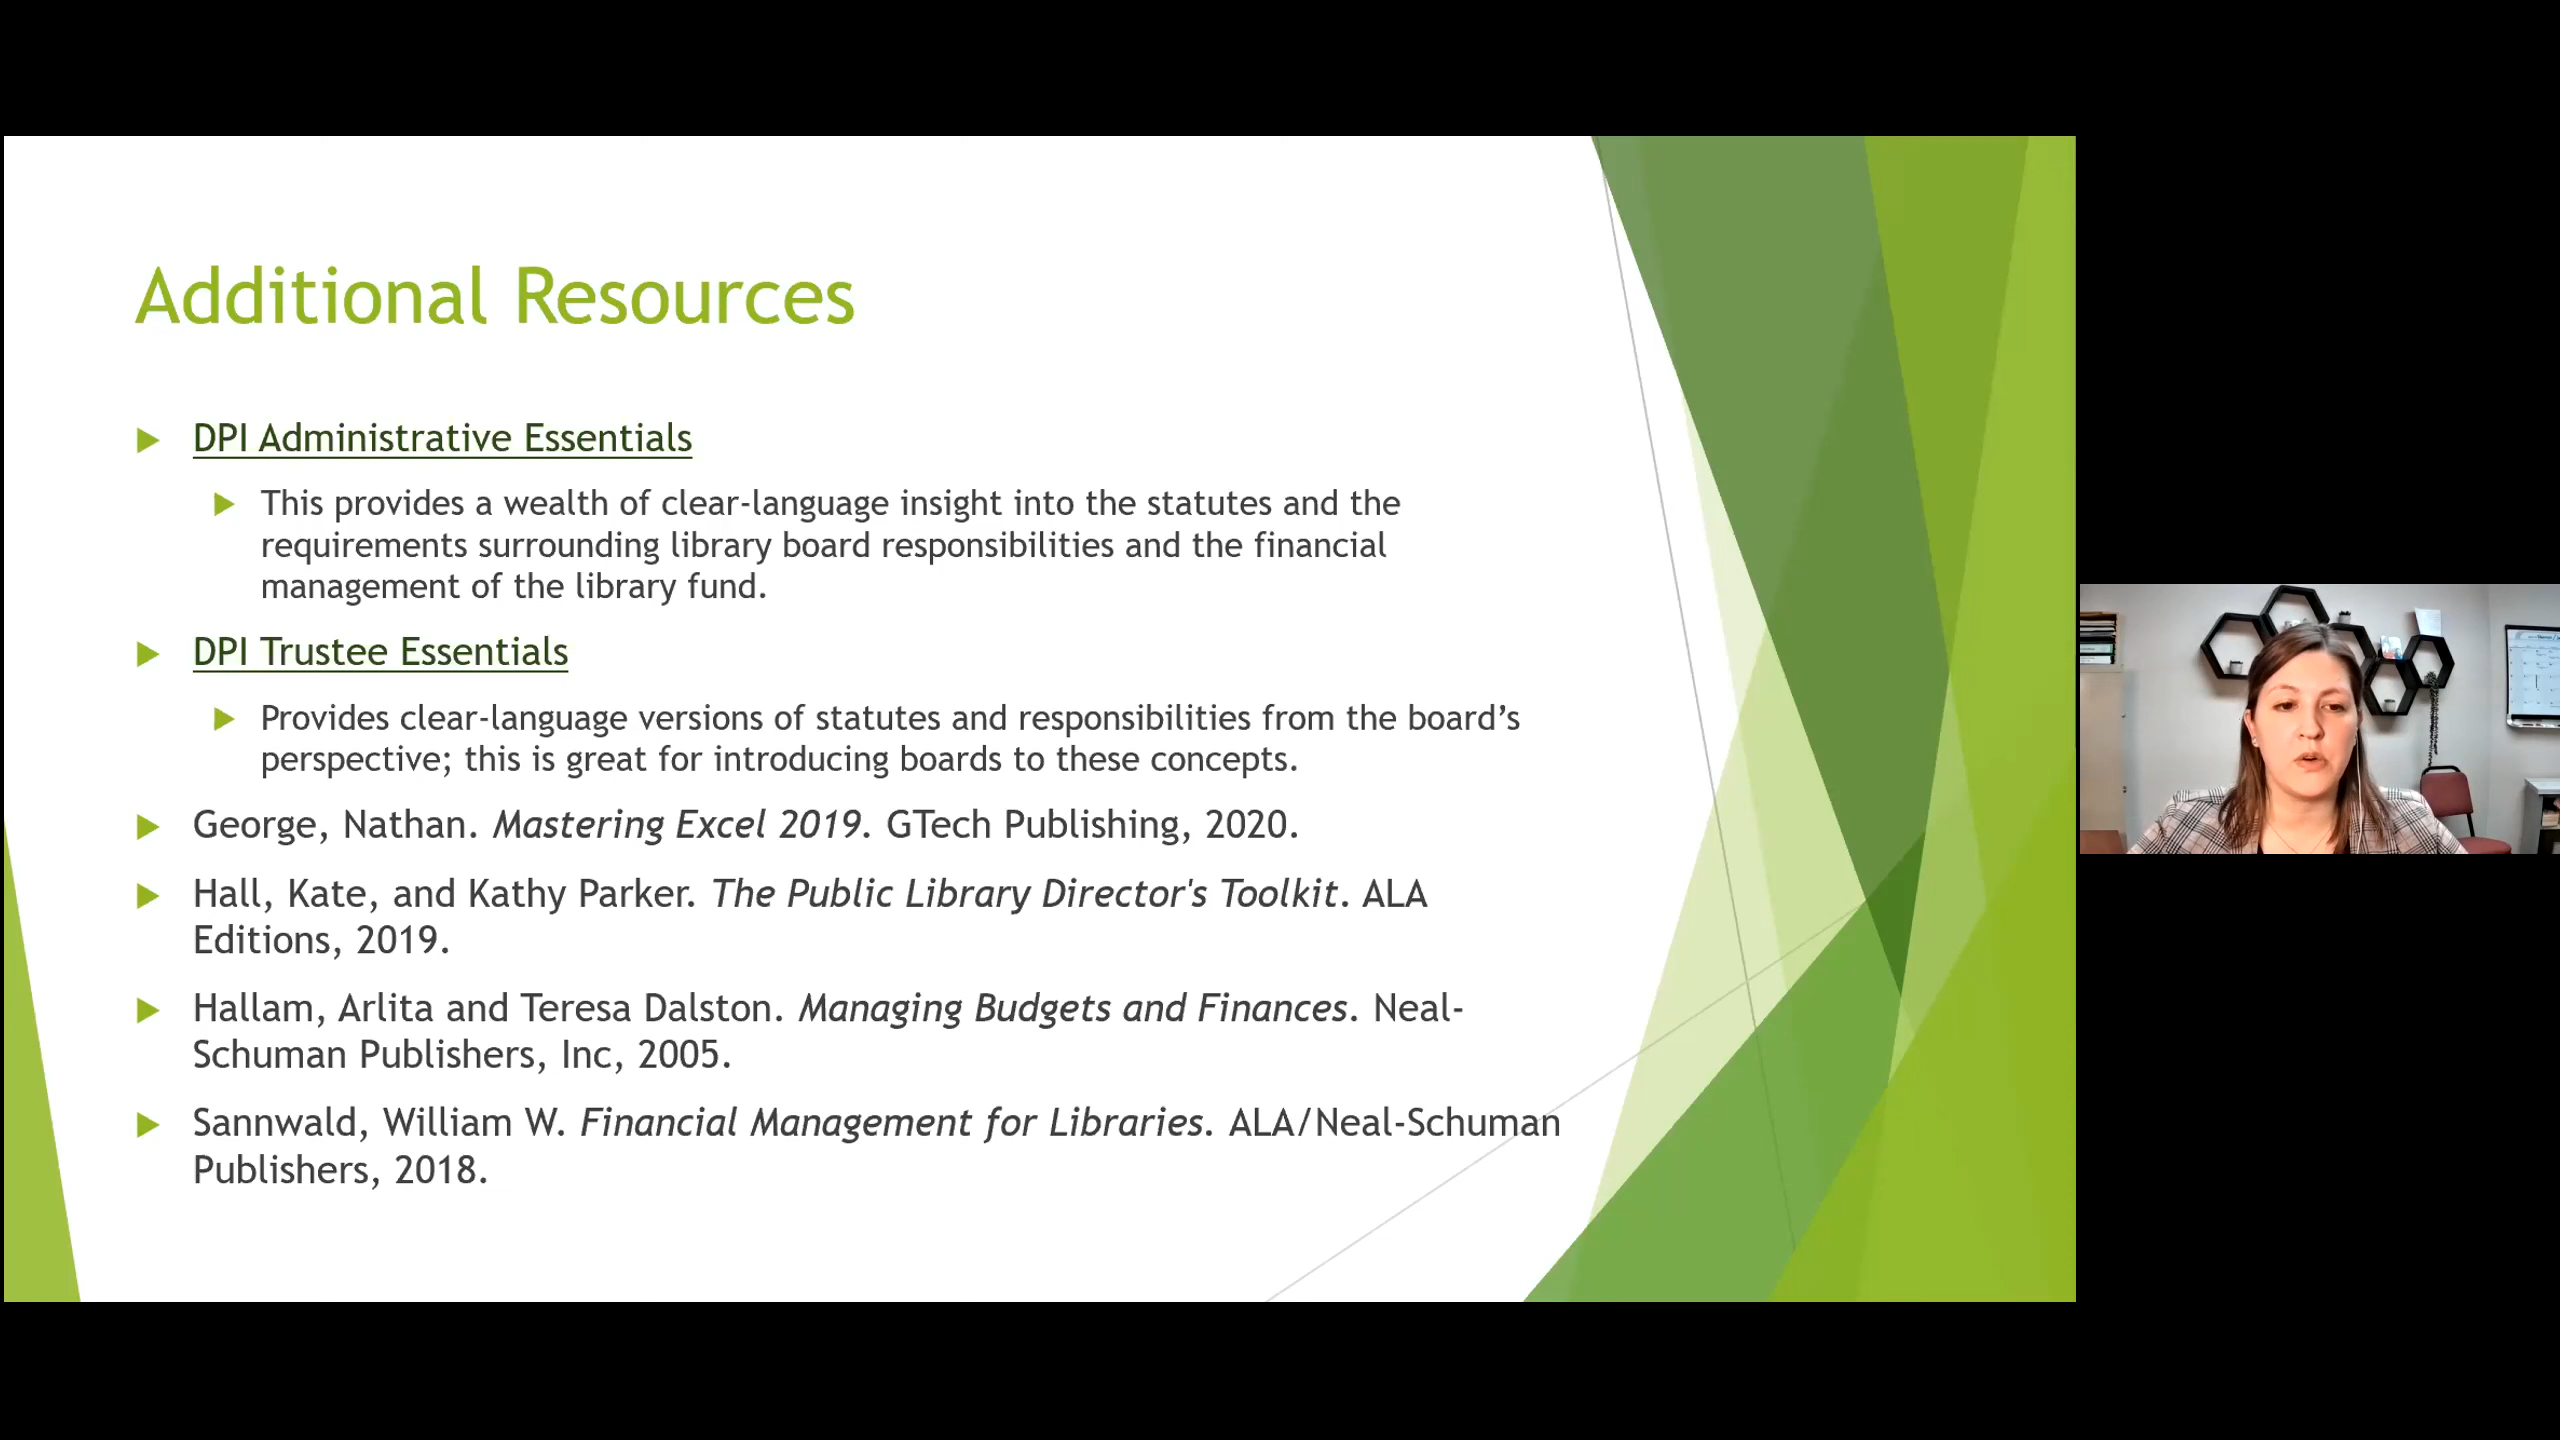 Additional Resources
DPI Administrative Essentials
This provides a wealth of clear-language insight into the statutes and the
requirements surrounding library board responsibilities and the financial
management of the library fund.
DPI Trustee Essentials
Provides clear-language versions of statutes and responsibilities from the board’s
perspective; this is great for introducing boards to these concepts.
George, Nathan. Mastering Excel 2019. GTech Publishing, 2020.
Hall, Kate, and Kathy Parker. The Public Library Director's Toolkit. ALA
Editions, 2019.
Hallam, Arlita and Teresa Dalston. Managing Budgets and Finances. Neal-
Schuman Publishers, Inc, 2005.
Sannwald, William W. Financial Management for Libraries. ALA/Neal-Schuman
Publishers, 2018.